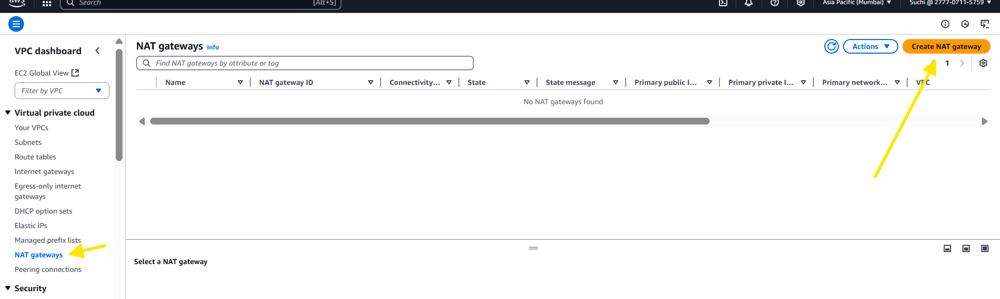 aws
Search
[Alt+S]
Asia Pacific (Mumbai)
Suchi @ 2777-0711-5759
VPC dashboard
EC2 Global View
Filter by VPC
Virtual private cloud
Your VPCs
Subnets
Route tables
Internet gateways
Egress-only internet
gateways
DHCP option sets
Elastic IPs
Managed prefix lists
NAT gateways
Peering connections
Security
NAT gateways Info
Actions
Create NAT gateway
Find NAT gateways by attribute or tag
1
Name
NAT gateway ID
Connectivity...
State
State message
Primary public I...
Primary private I...
Primary network...
VPC
No NAT gateways found
Select a NAT gateway